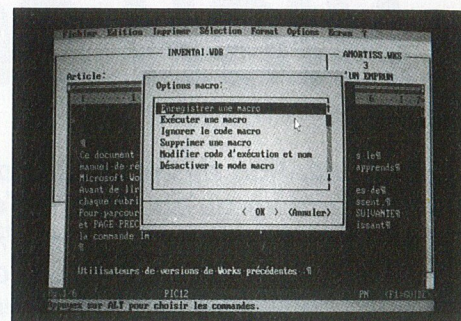 Fichier Edition Imprimer Sélection Format Options Ecran ?
INVENTAI.WDB
AMORTISS.WKS
3
Article:
'UN EMPRUN
Options macro:
Enregistrer une macro
Exécuter une macro
Ignorer le code macro
Supprimer une macro
Modifier code d'exécution et nom
Désactiver le mode macro
< OK > <Annuler>
Ce document
manuel de ré
Microsoft Wo
Avant de lir
chaque rubri
Pour parcour
et PAGE PREC
la commande Im
s le¶
apprends¶
es de¶
ssent.¶
SUIVANTE¶
issant¶
Utilisateurs de versions de Works précédentes ¶
PIC12
<F1=
sur ALT pour choisir les commandes.